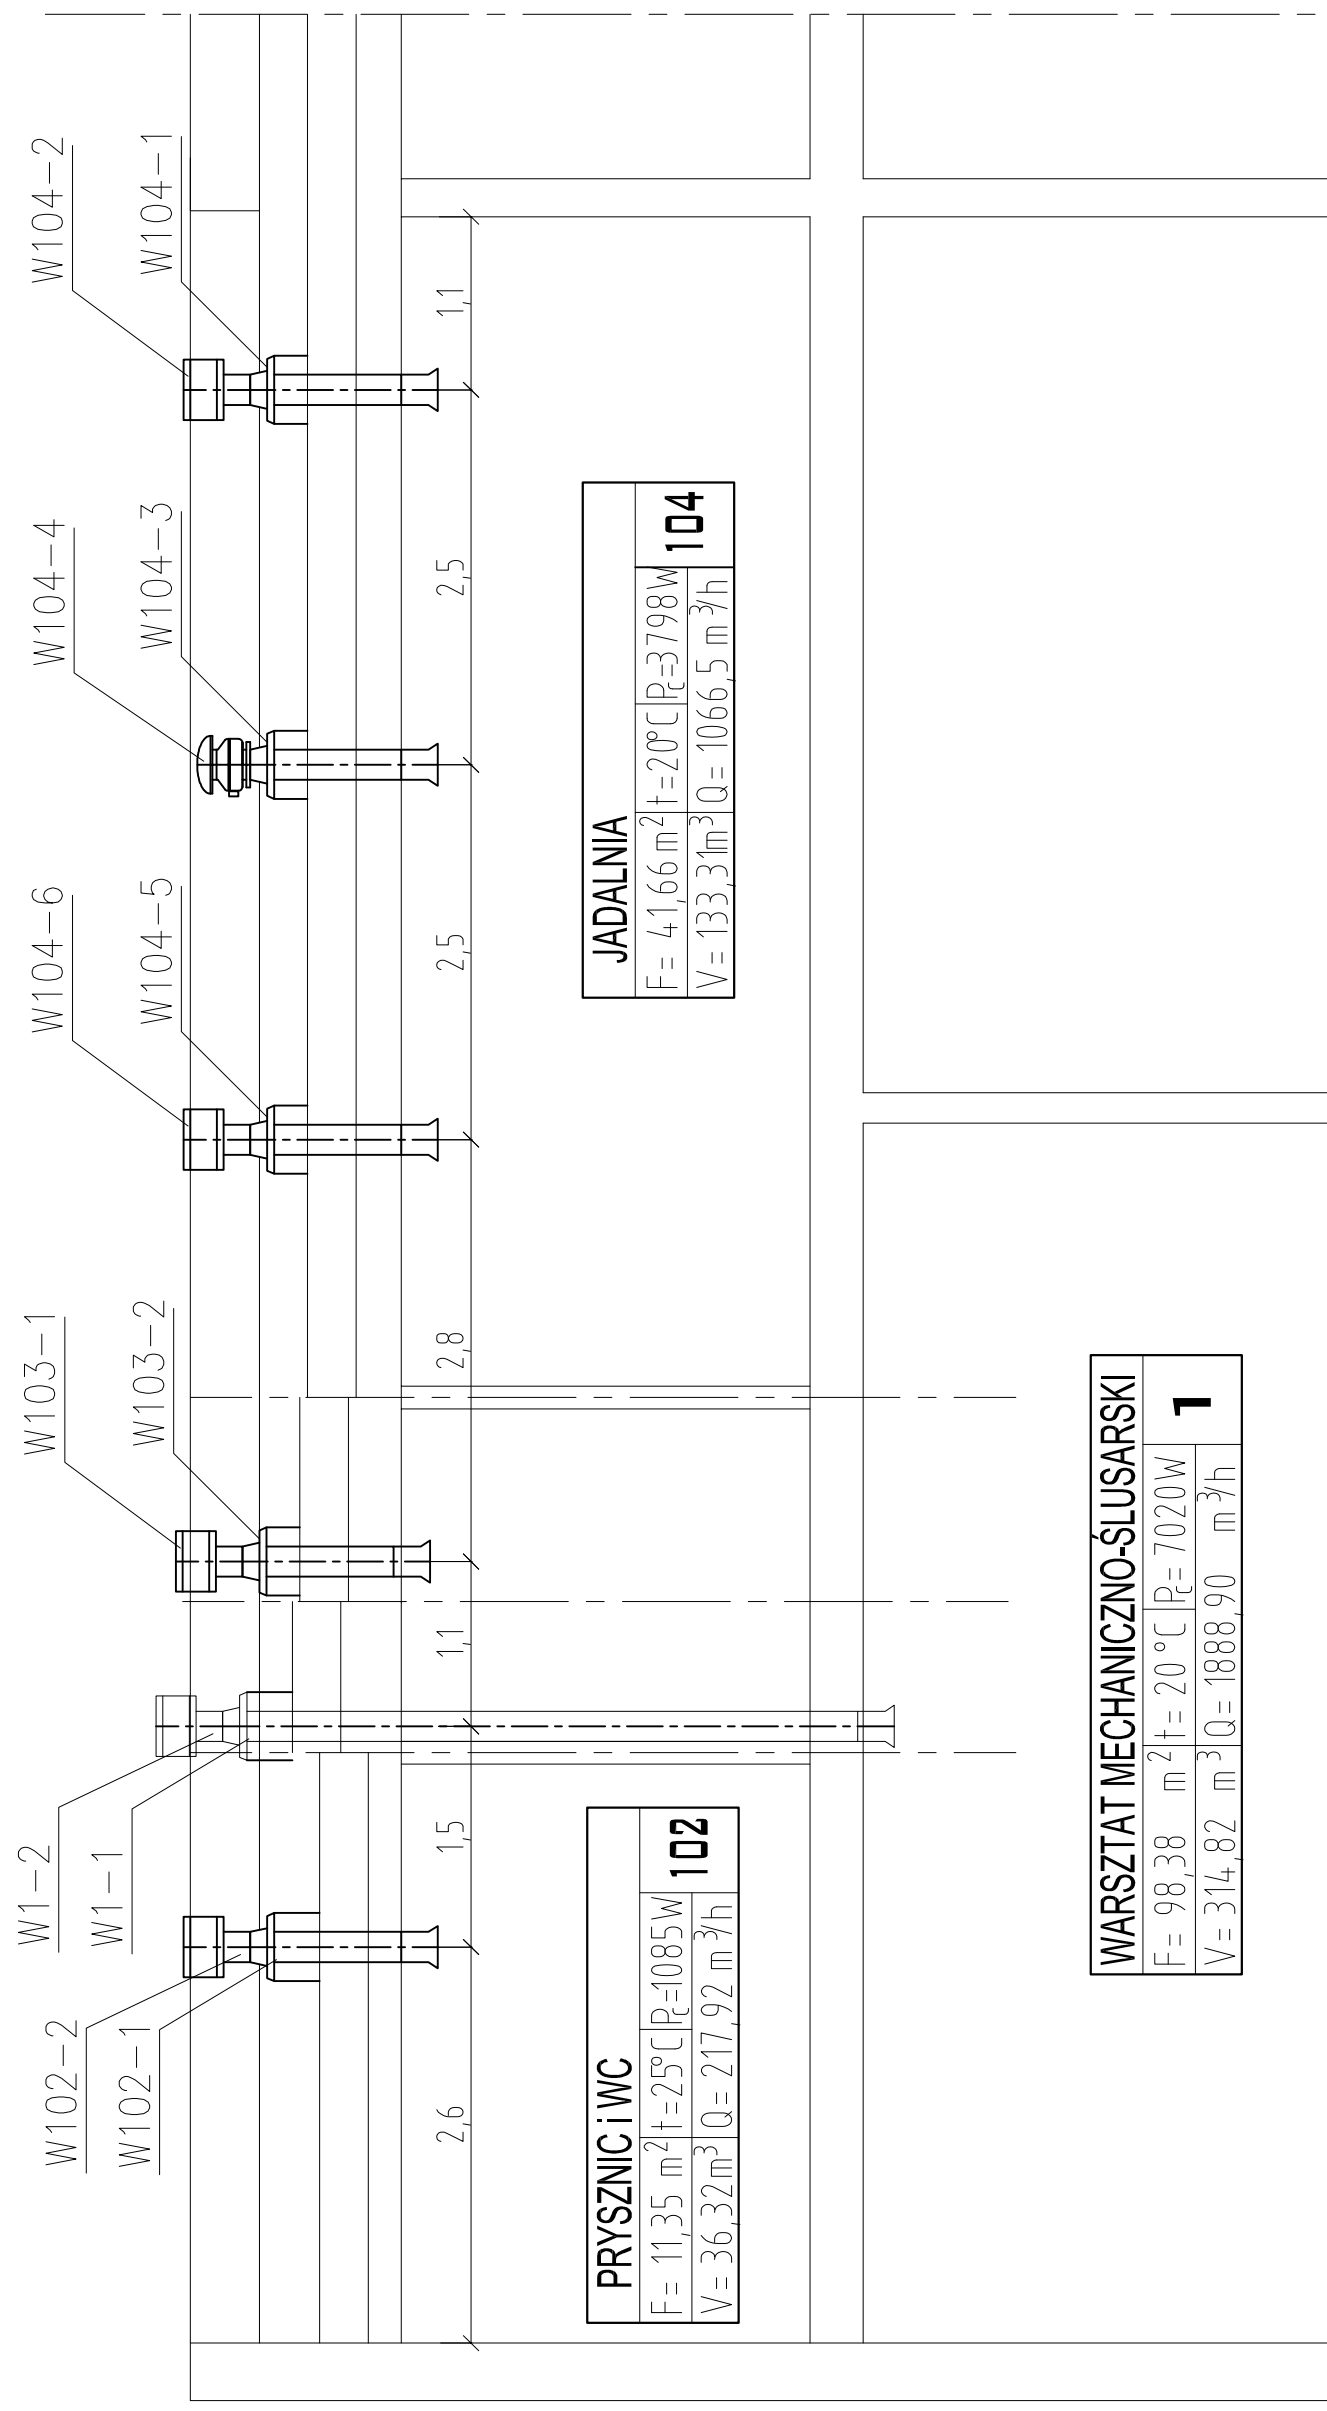 W102-2
W102-1
W1-2
W1-1
W103-1
W103-2
W104-6
W104-5
W104-4
W104-3
W104-2
W104-1
2,6
1,5
1,1
2,8
2,5
2,5
1,1
PRYSZNIC i WC
F= 11,35 m² t=25°C Pc=1085W 102
V= 36,32m³ Q= 217,92 m³/h
JADALNIA
F= 41,66 m² t=20°C Pc=3798W 104
V= 133,31m³ Q= 1066,5 m³/h
WARSZTAT MECHANICZNO-ŚLUSARSKI
F= 98,38 m² t= 20°C Pc= 7020W 1
V= 314,82 m³ Q= 1888,90 m³/h